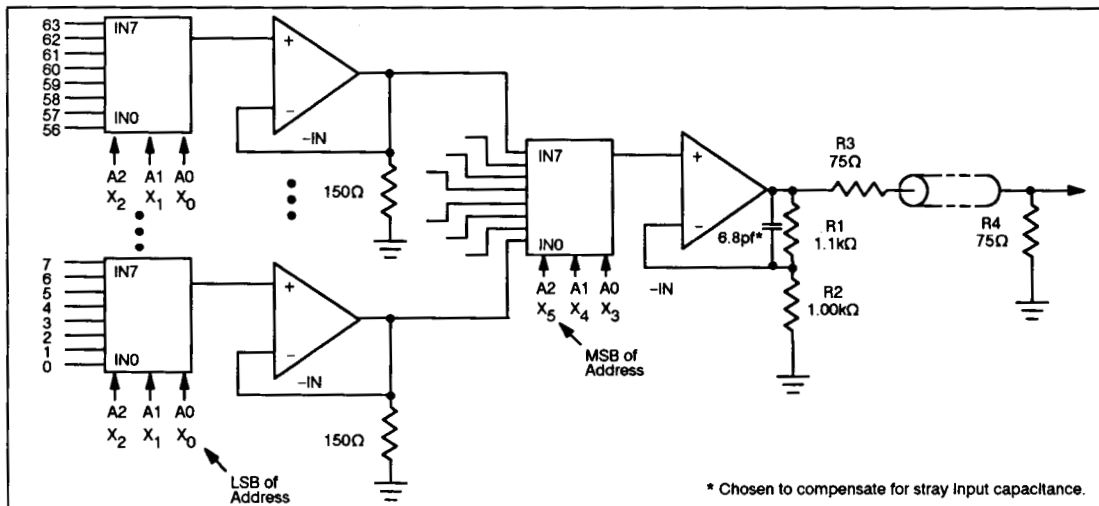 63
62
61
60
59
58
57
56
IN7
IN0
A2 A1 A0
X2 X1 X0
+
−
−IN
150Ω
7
6
5
4
3
2
1
0
IN7
IN0
A2 A1 A0
X2 X1 X0
LSB of
Address
+
−
−IN
150Ω
IN7
IN0
A2 A1 A0
X5 X4 X3
MSB of
Address
+
−
−IN
6.8pf*
R1
1.1kΩ
R2
1.00kΩ
R3
75Ω
R4
75Ω
* Chosen to compensate for stray input capacitance.